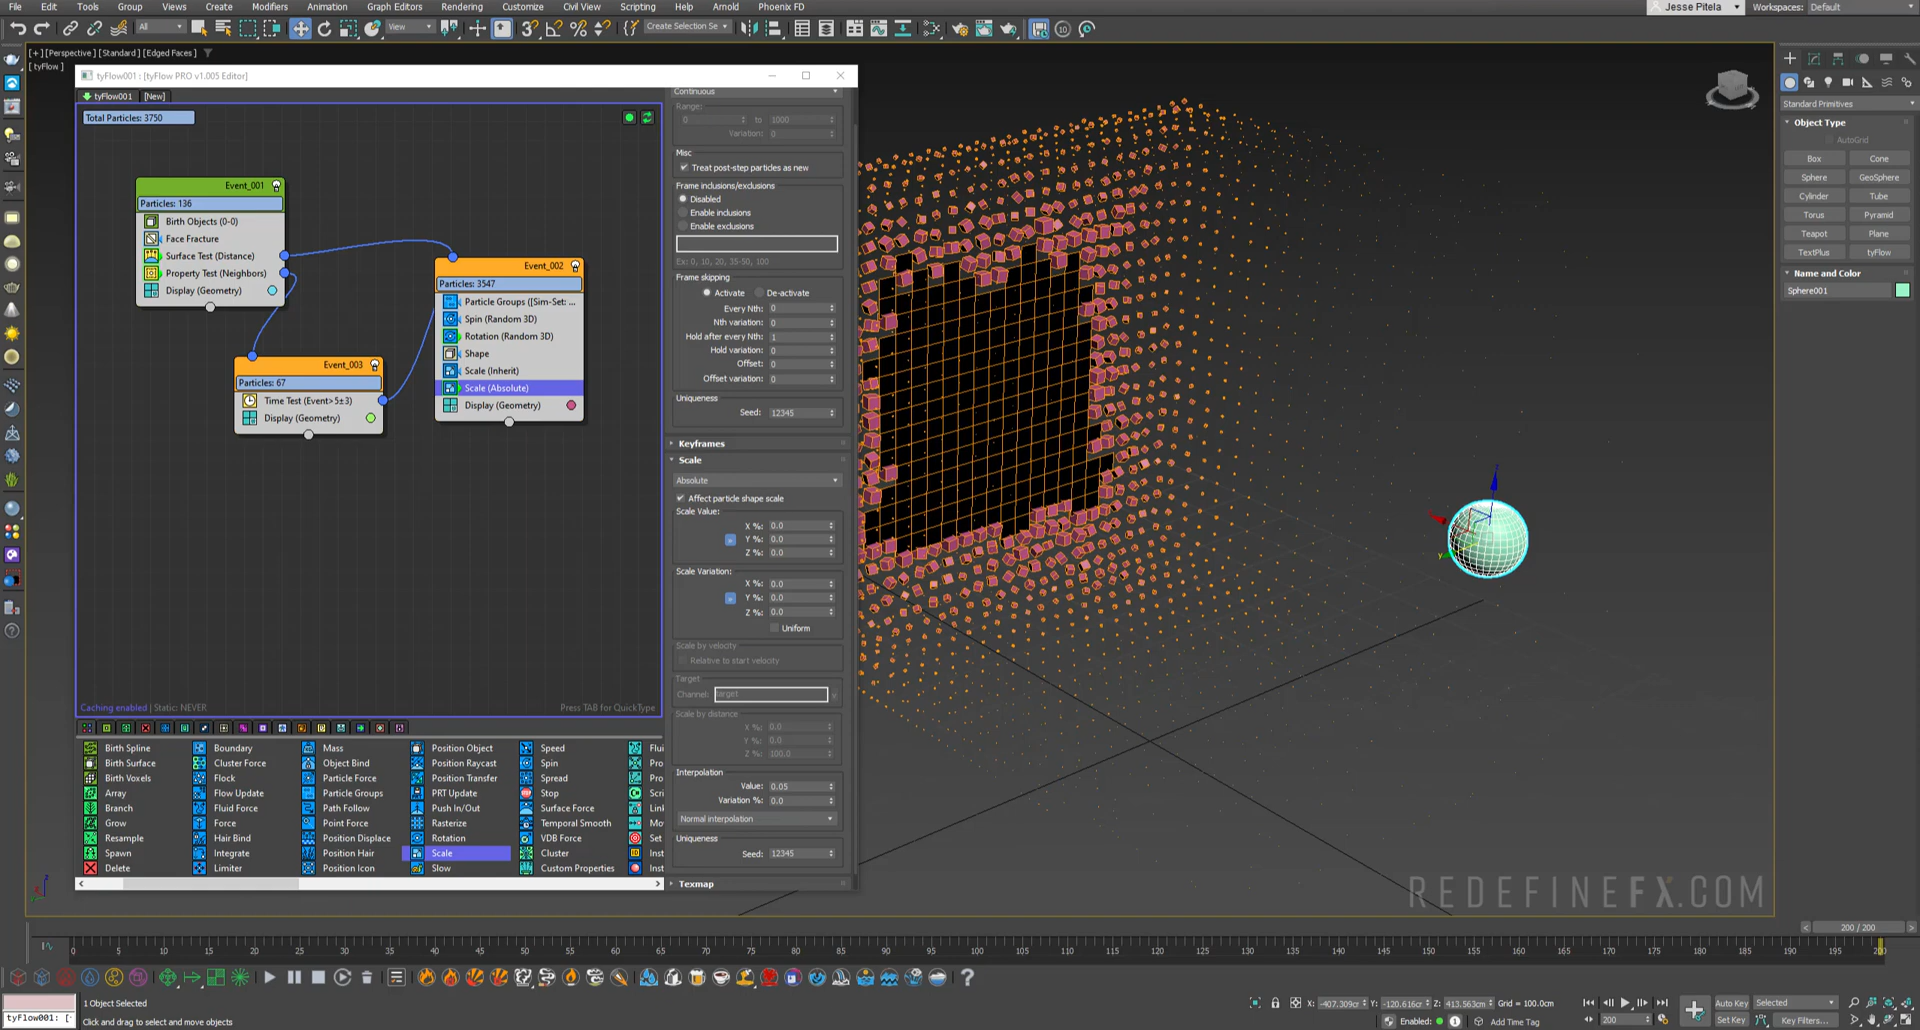 File Edit Tools Group Views Create Modifiers Animation Graph Editors Rendering Customize Civil View Scripting Help Arnold Phoenix FD
Jesse Pitela Workspaces: Default
All View Create Selection Se
[+] [Perspective] [Standard] [Edged Faces]
[ tyFlow ]
tyFlow001 : [tyFlow PRO v1.005 Editor]
tyFlow001 [New]
Total Particles: 3750
Event_001
Particles: 136
Birth Objects (0-0)
Face Fracture
Surface Test (Distance)
Property Test (Neighbors)
Display (Geometry)
Event_002
Particles: 3547
Particle Groups ([Sim-Set: ...
Spin (Random 3D)
Rotation (Random 3D)
Shape
Scale (Inherit)
Scale (Absolute)
Display (Geometry)
Event_003
Particles: 67
Time Test (Event>5±3)
Display (Geometry)
Caching enabled | Static: NEVER
Press TAB for QuickType
Birth Spline Boundary Mass Position Object Speed Flui
Birth Surface Cluster Force Object Bind Position Raycast Spin Pro
Birth Voxels Flock Particle Force Position Transfer Spread Pro
Array Flow Update Particle Groups PRT Update Stop Scri
Branch Fluid Force Path Follow Push In/Out Surface Force Link
Grow Force Point Force Rasterize Temporal Smooth Mo
Resample Hair Bind Position Displace Rotation VDB Force Set
Spawn Integrate Position Hair Scale Cluster Inst
Delete Limiter Position Icon Slow Custom Properties Inst
Continuous
Range:
0 to 1000
Variation: 0
Misc
Treat post-step particles as new
Frame inclusions/exclusions
Disabled
Enable inclusions
Enable exclusions
Ex: 0, 10, 20, 35-50, 100
Frame skipping
Activate De-activate
Every Nth: 0
Nth variation: 0
Hold after every Nth: 1
Hold variation: 0
Offset: 0
Offset variation: 0
Uniqueness
Seed: 12345
Keyframes
Scale
Absolute
Affect particle shape scale
Scale Value:
X %: 0.0
Y %: 0.0
Z %: 0.0
Scale Variation:
X %: 0.0
Y %: 0.0
Z %: 0.0
Uniform
Scale by velocity
Relative to start velocity
Target
Channel: target
Scale by distance
X %: 0.0
Y %: 0.0
Z %: 100.0
Interpolation
Value: 0.05
Variation %: 0.0
Normal interpolation
Uniqueness
Seed: 12345
Texmap
z
y
REDEFINEFX.COM
Standard Primitives
Object Type
AutoGrid
Box Cone
Sphere GeoSphere
Cylinder Tube
Torus Pyramid
Teapot Plane
TextPlus tyFlow
Name and Color
Sphere001
200 / 200
0 5 10 15 20 25 30 35 40 45 50 55 60 65 70 75 80 85 90 95 100 105 110 115 120 125 130 135 140 145 150 155 160 165 170 175 180 185 190 195 200
1 Object Selected
tyFlow001: [
Click and drag to select and move objects
X: -407.309cr Y: -120.616cr Z: 413.563cm Grid = 100.0cm
Enabled: 1 Add Time Tag
200
Auto Key Selected
Set Key Key Filters...